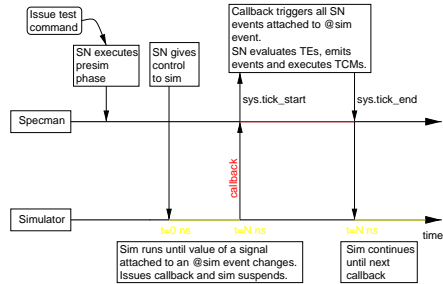 Issue test
command
SN executes
presim
phase
SN gives
control
to sim
Callback triggers all SN
events attached to @sim
event.
SN evaluates TEs, emits
events and executes TCMs.
sys.tick_start
sys.tick_end
Specman
callback
Simulator
t=0 ns
t=N ns
t=N ns
time
Sim runs until value of a signal
attached to an @sim event changes.
Issues callback and sim suspends.
Sim continues
until next
callback